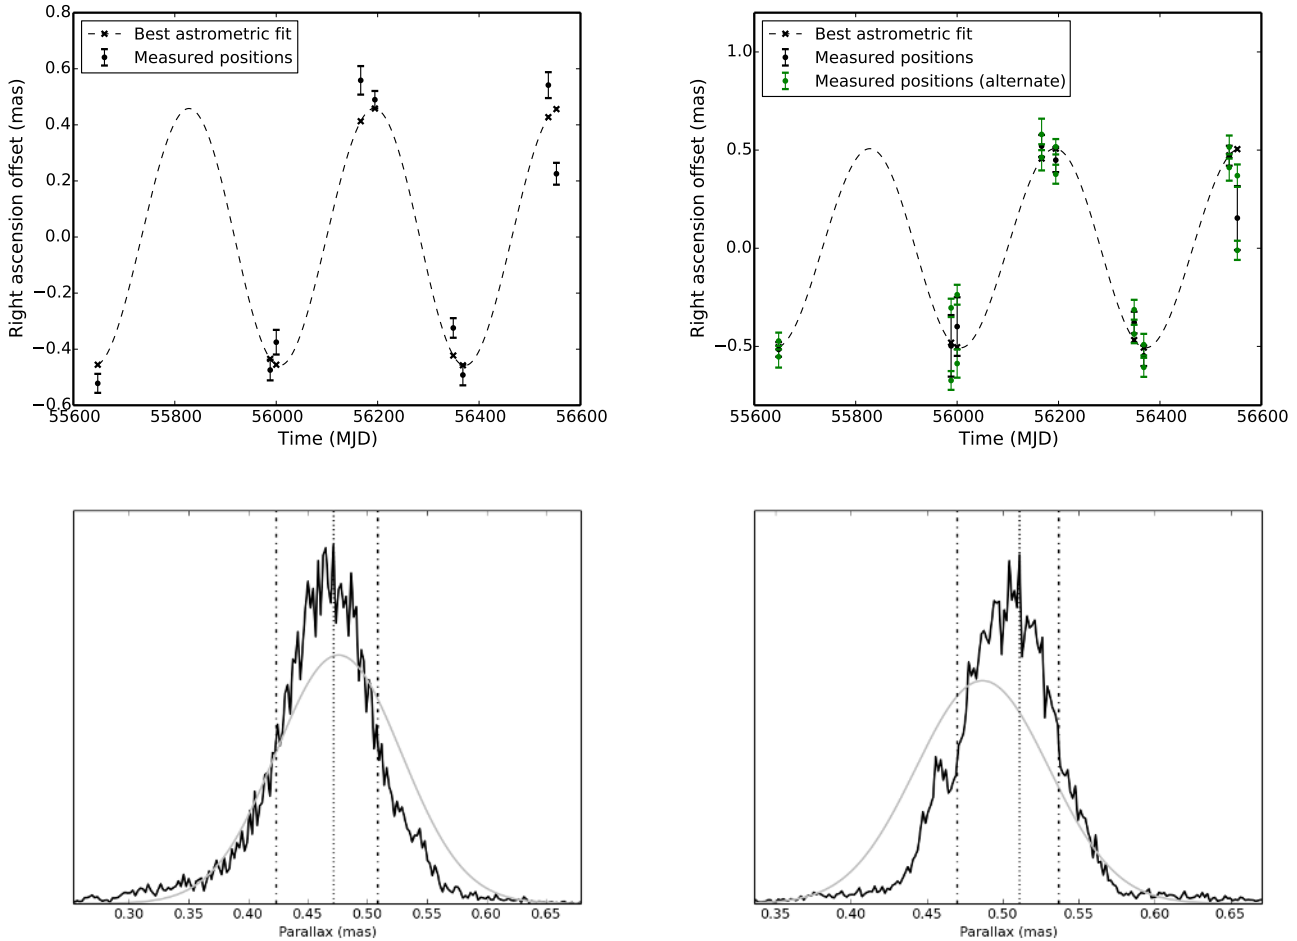 0.8
0.6
0.4
0.2
0.0
−0.2
−0.4
−0.6
Right ascension offset (mas)
Best astrometric fit
Measured positions
55600 55800 56000 56200 56400 56600
Time (MJD)
1.0
0.5
0.0
−0.5
Right ascension offset (mas)
Best astrometric fit
Measured positions
Measured positions (alternate)
55600 55800 56000 56200 56400 56600
Time (MJD)
0.30 0.40 0.45 0.50 0.55 0.60 0.65
Parallax (mas)
0.35 0.40 0.45 0.50 0.55 0.60 0.65
Parallax (mas)